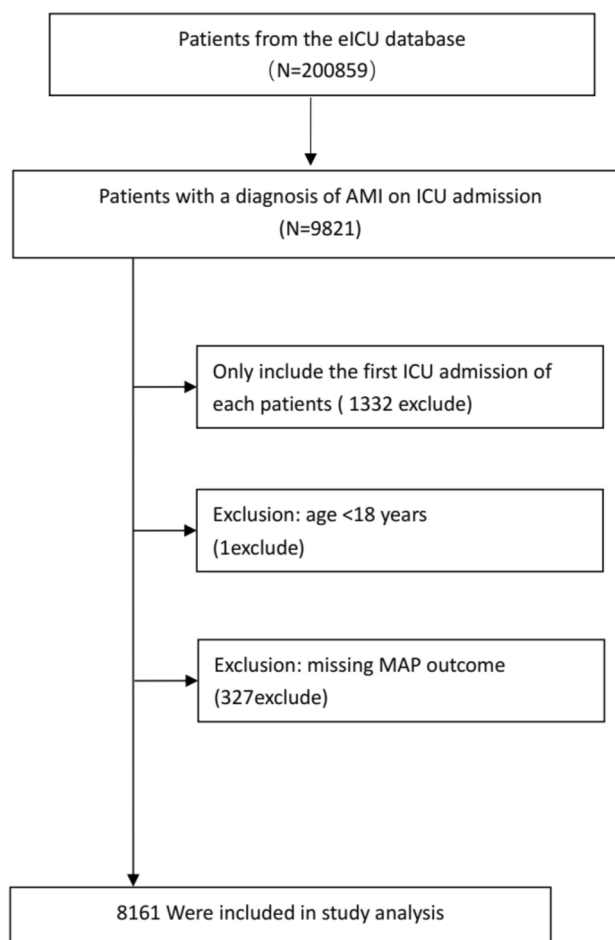 Patients from the eICU database
（N=200859）
Patients with a diagnosis of AMI on ICU admission
(N=9821)
Only include the first ICU admission of
each patients ( 1332 exclude)
Exclusion: age <18 years
(1exclude)
Exclusion: missing MAP outcome
(327exclude)
8161 Were included in study analysis